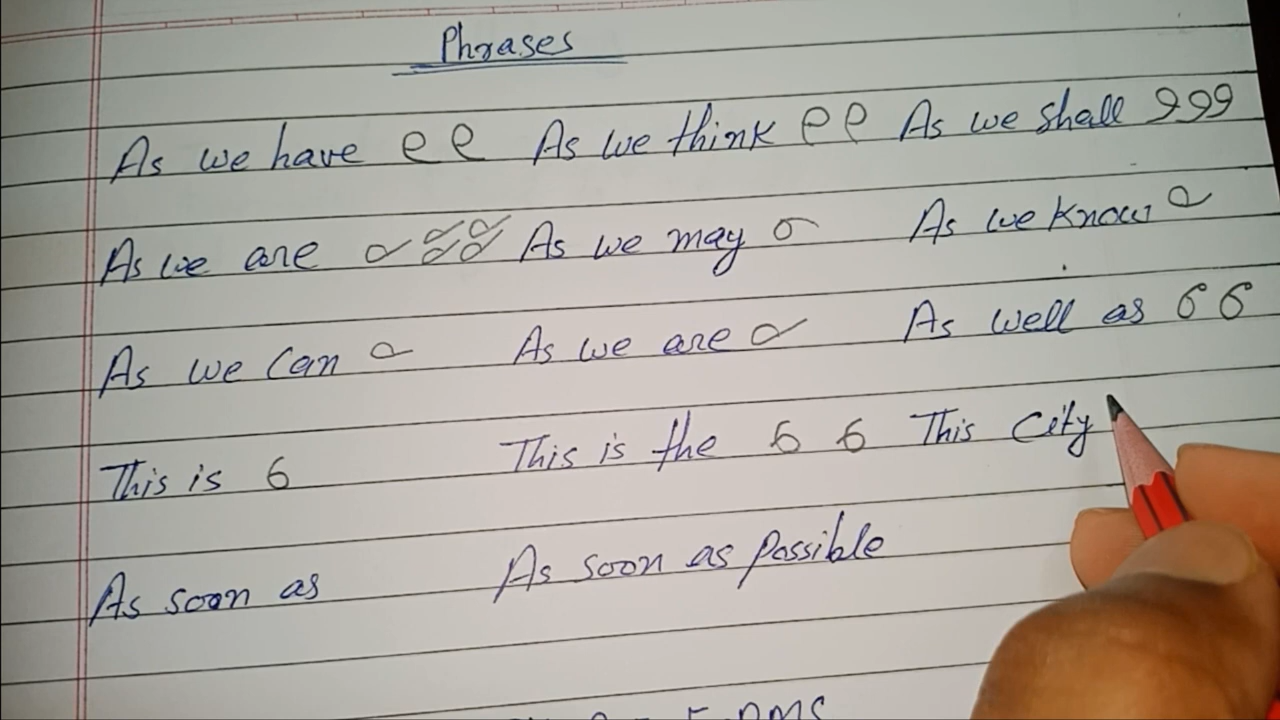 Phrases
As we have As we think As we shall
As we are As we may As we know
As we can As we are As well as
This is This is the This City
As soon as As soon as possible